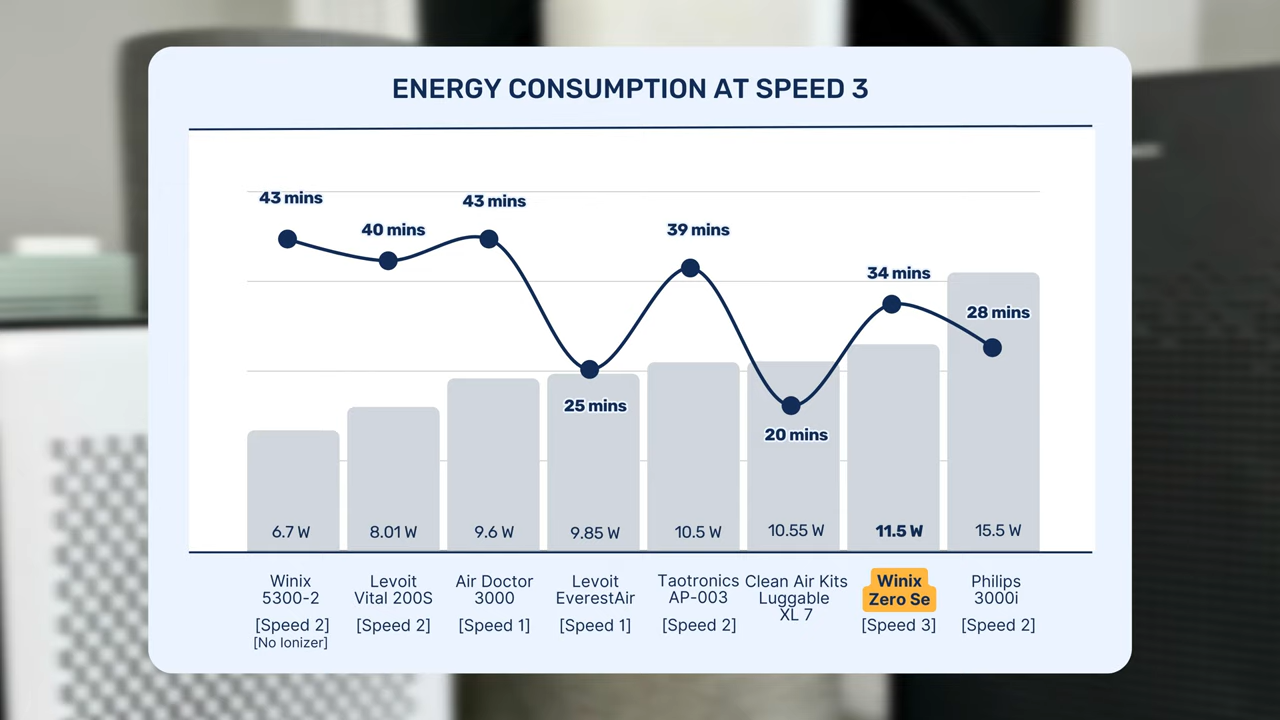 ENERGY CONSUMPTION AT SPEED 3
43 mins
40 mins
43 mins
25 mins
39 mins
20 mins
34 mins
28 mins
6.7 W
8.01 W
9.6 W
9.85 W
10.5 W
10.55 W
11.5 W
15.5 W
Winix
5300-2
[Speed 2]
[No Ionizer]
Levoit
Vital 200S
[Speed 2]
Air Doctor
3000
[Speed 1]
Levoit
EverestAir
[Speed 1]
Taotronics
AP-003
[Speed 2]
Clean Air Kits
Luggable
XL 7
Winix
Zero Se
[Speed 3]
Philips
3000i
[Speed 2]